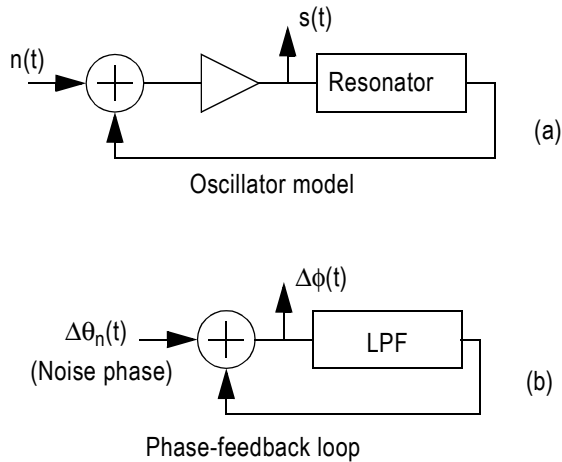 s(t)
n(t)
Resonator
(a)
Oscillator model
Δϕ(t)
Δθn(t)
(Noise phase)
LPF
(b)
Phase-feedback loop